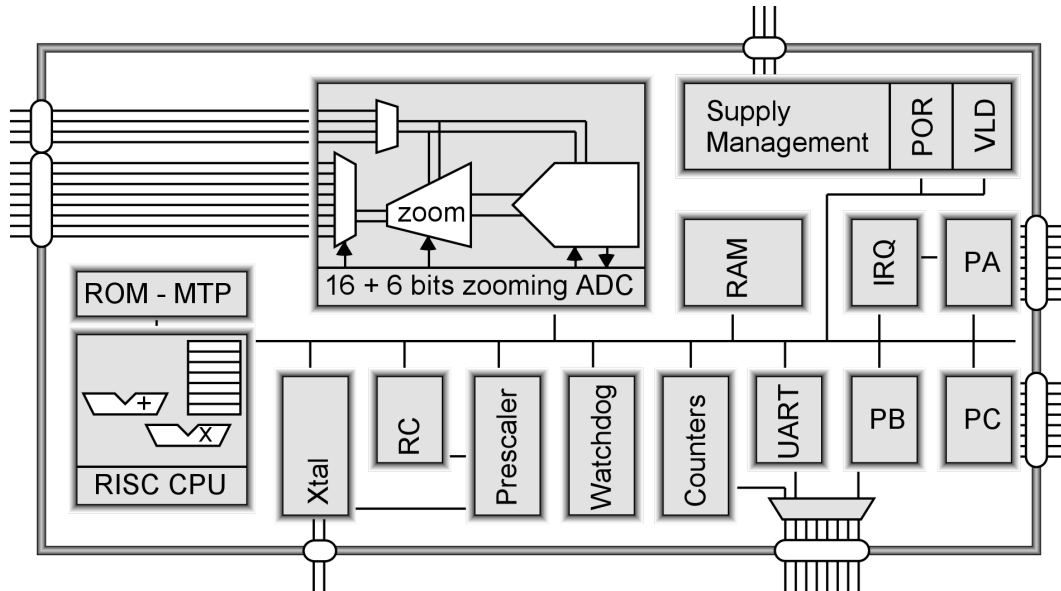 Supply
Management
POR
VLD
zoom
16 + 6 bits zooming ADC
RAM
IRQ
PA
ROM - MTP
+
x
RISC CPU
Xtal
RC
Prescaler
Watchdog
Counters
UART
PB
PC